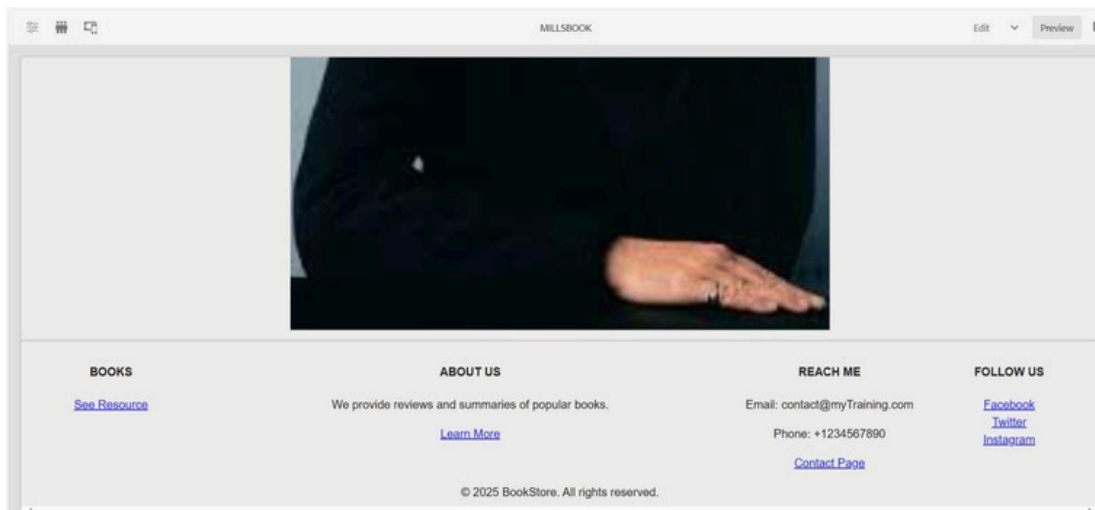 MILLSBOOK
Edit
Preview
BOOKS
See Resource
ABOUT US
We provide reviews and summaries of popular books.
Learn More
REACH ME
Email: contact@myTraining.com
Phone: +1234567890
Contact Page
FOLLOW US
Facebook
Twitter
Instagram
© 2025 BookStore. All rights reserved.